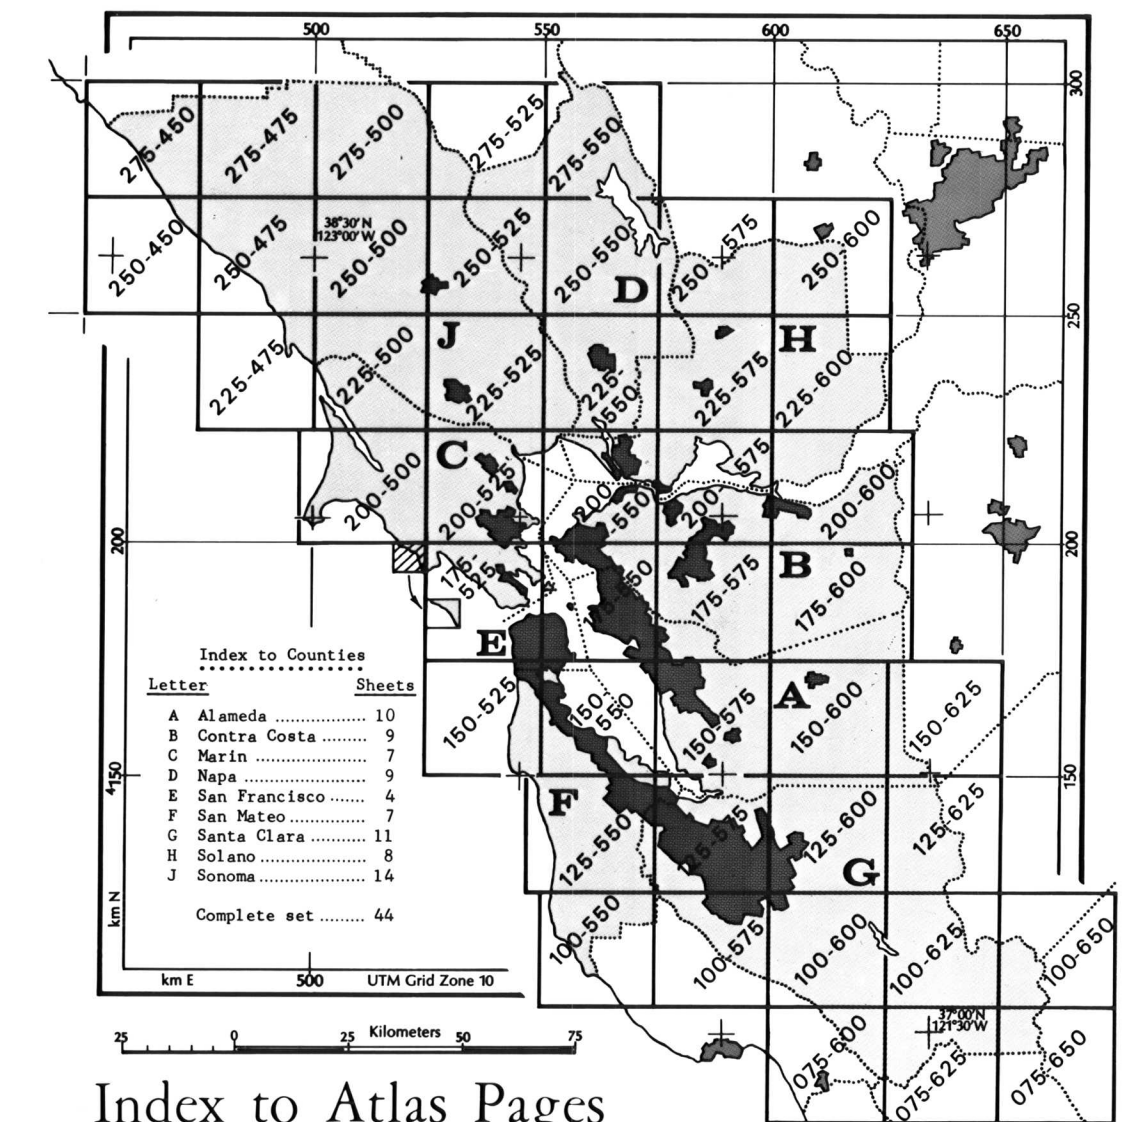 500 550 600 650
300
275-450 275-475 275-500 275-525 275-550
38°30'N
123°00'W
250-450 250-475 250-500 250-525 250-550 250-575 250-600
D
250
J H
225-475 225-500 225-525 225-550 225-575 225-600
C
200-500 200-525 200-550 200-575 200-600
200 200
B
175-525 175-550 175-575 175-600
E
A
150-525 150-550 150-575 150-600 150-625
4150 150
F
125-550 125-575 125-600 125-625
G
100-550 100-575 100-600 100-625 100-650
37°00'N
121°30'W
075-600 075-625 075-650
Index to Counties
Letter Sheets
A Alameda ................ 10
B Contra Costa ........ 9
C Marin .................... 7
D Napa ..................... 9
E San Francisco ...... 4
F San Mateo ............. 7
G Santa Clara .......... 11
H Solano ................... 8
J Sonoma ................. 14
Complete set ........ 44
km N
km E 500 UTM Grid Zone 10
25 0 25 50 75
Kilometers
Index to Atlas Pages